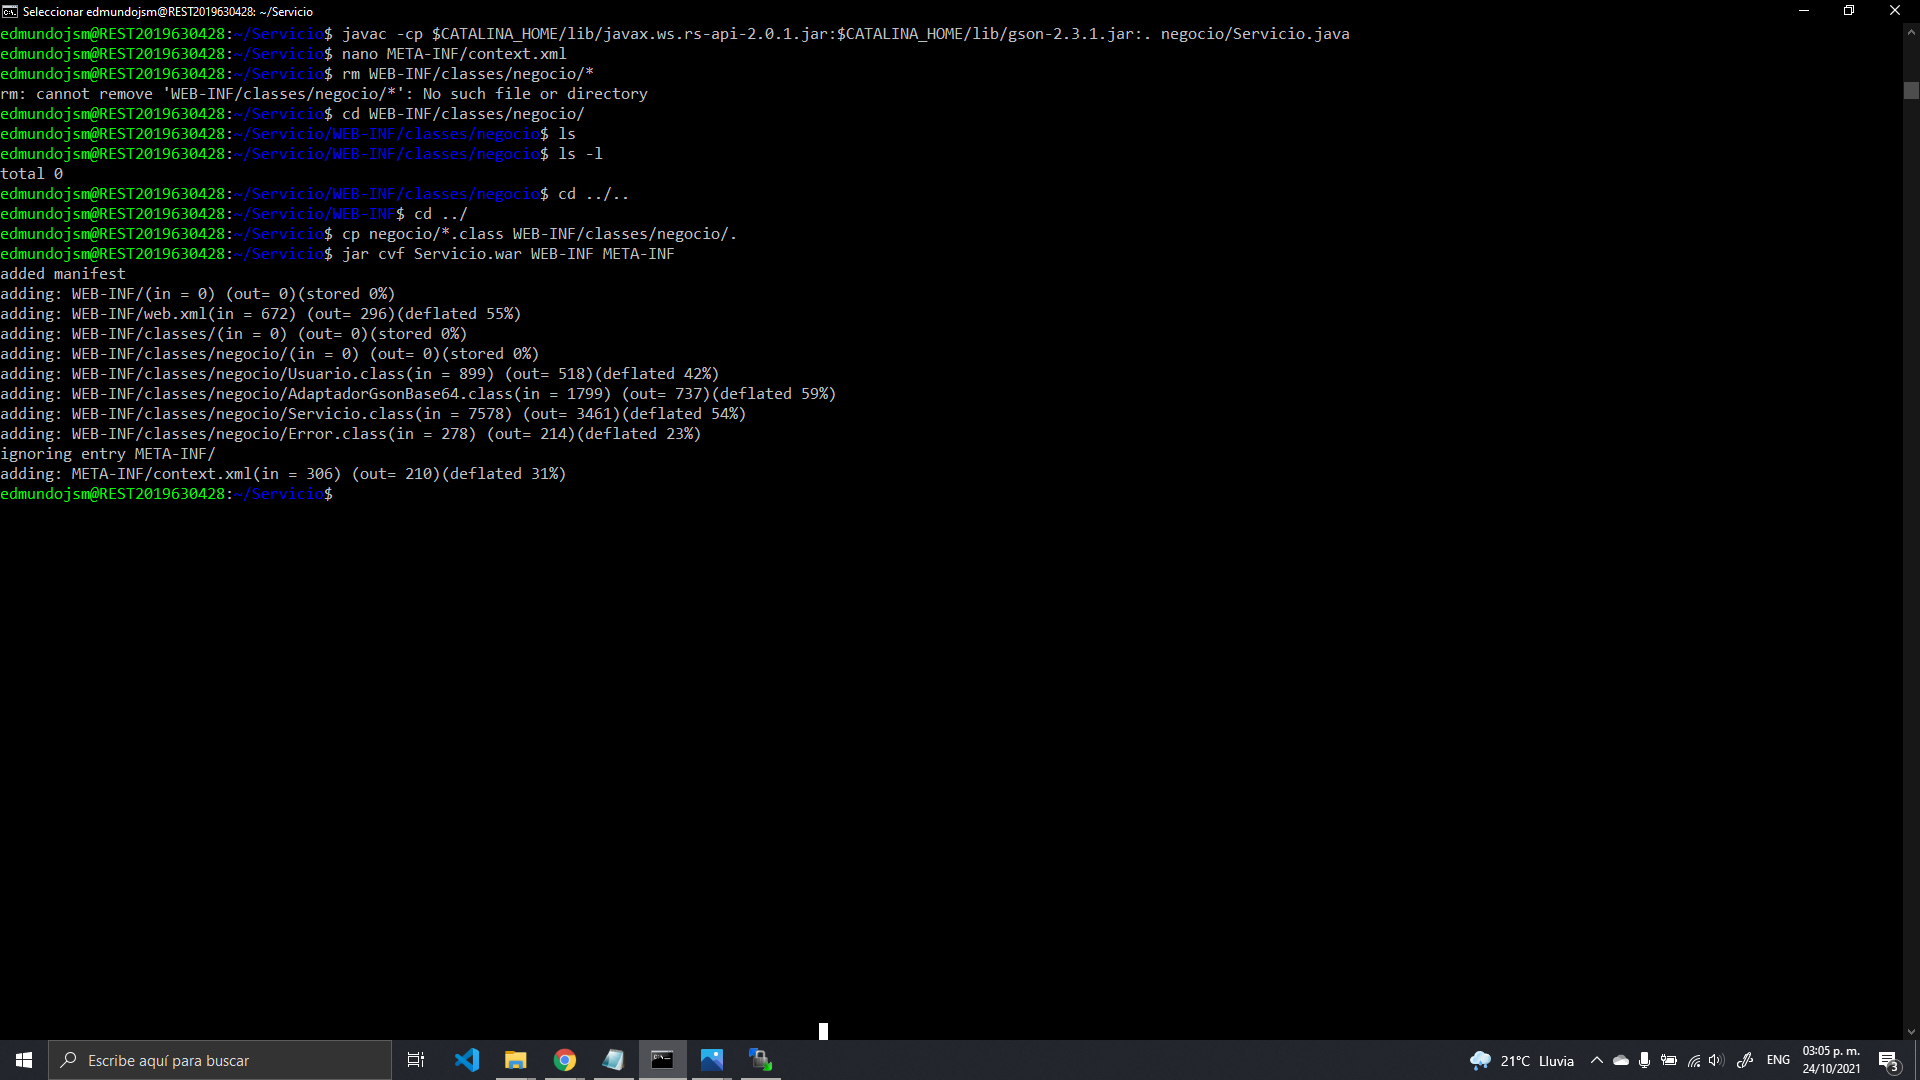 Seleccionar edmundojsm@REST2019630428: ~/Servicio
edmundojsm@REST2019630428:~/Servicio$ javac -cp $CATALINA_HOME/lib/javax.ws.rs-api-2.0.1.jar:$CATALINA_HOME/lib/gson-2.3.1.jar:. negocio/Servicio.java
edmundojsm@REST2019630428:~/Servicio$ nano META-INF/context.xml
edmundojsm@REST2019630428:~/Servicio$ rm WEB-INF/classes/negocio/*
rm: cannot remove 'WEB-INF/classes/negocio/*': No such file or directory
edmundojsm@REST2019630428:~/Servicio$ cd WEB-INF/classes/negocio/
edmundojsm@REST2019630428:~/Servicio/WEB-INF/classes/negocio$ ls
edmundojsm@REST2019630428:~/Servicio/WEB-INF/classes/negocio$ ls -l
total 0
edmundojsm@REST2019630428:~/Servicio/WEB-INF/classes/negocio$ cd ../..
edmundojsm@REST2019630428:~/Servicio/WEB-INF$ cd ../
edmundojsm@REST2019630428:~/Servicio$ cp negocio/*.class WEB-INF/classes/negocio/.
edmundojsm@REST2019630428:~/Servicio$ jar cvf Servicio.war WEB-INF META-INF
added manifest
adding: WEB-INF/(in = 0) (out= 0)(stored 0%)
adding: WEB-INF/web.xml(in = 672) (out= 296)(deflated 55%)
adding: WEB-INF/classes/(in = 0) (out= 0)(stored 0%)
adding: WEB-INF/classes/negocio/(in = 0) (out= 0)(stored 0%)
adding: WEB-INF/classes/negocio/Usuario.class(in = 899) (out= 518)(deflated 42%)
adding: WEB-INF/classes/negocio/AdaptadorGsonBase64.class(in = 1799) (out= 737)(deflated 59%)
adding: WEB-INF/classes/negocio/Servicio.class(in = 7578) (out= 3461)(deflated 54%)
adding: WEB-INF/classes/negocio/Error.class(in = 278) (out= 214)(deflated 23%)
ignoring entry META-INF/
adding: META-INF/context.xml(in = 306) (out= 210)(deflated 31%)
edmundojsm@REST2019630428:~/Servicio$
Escribe aquí para buscar
21°C Lluvia
ENG
03:05 p. m.
24/10/2021
3